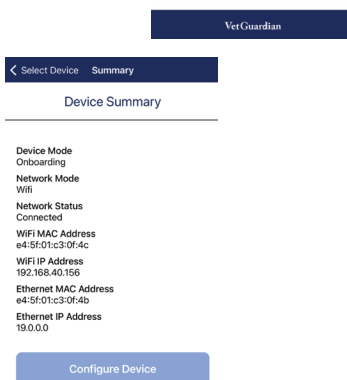 VetGuardian
Select Device Summary
Device Summary
Device Mode
Onboarding
Network Mode
Wifi
Network Status
Connected
WiFi MAC Address
e4:5f:01:c3:0f:4c
WiFi IP Address
192.168.40.156
Ethernet MAC Address
e4:5f:01:c3:0f:4b
Ethernet IP Address
19.0.0.0
Configure Device